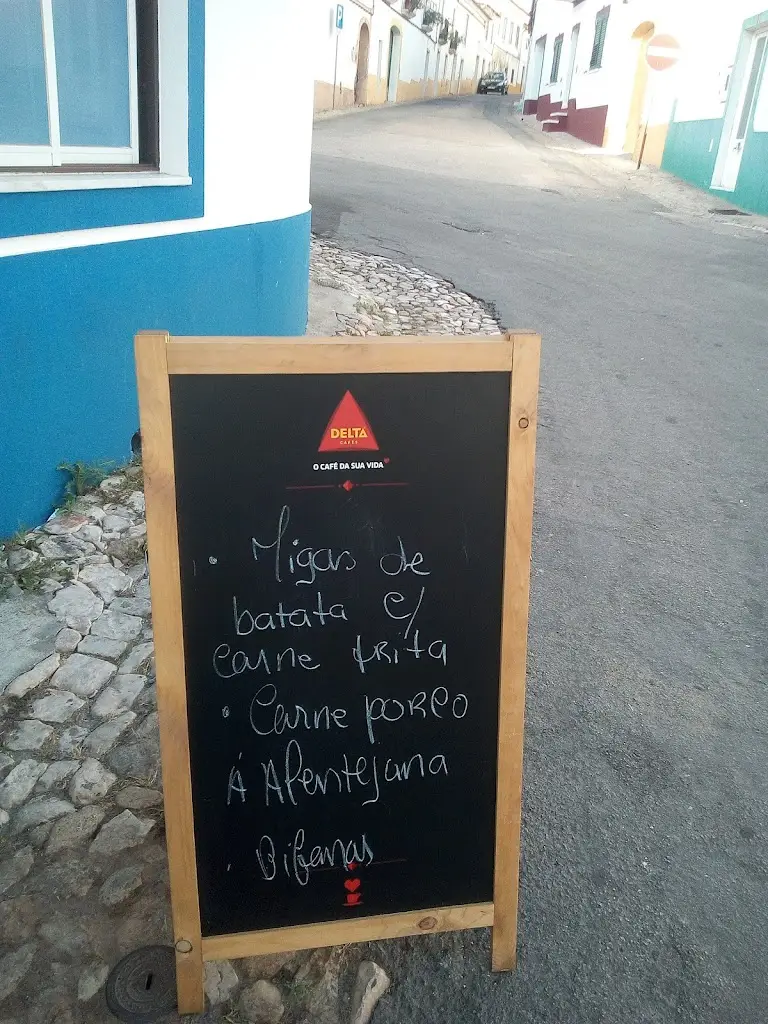 P
DELTA
CAFÉS
O CAFÉ DA SUA VIDA
• Migas de
batata c/
Carne frita
• Carne porco
Á Alentejana
• Bifanas